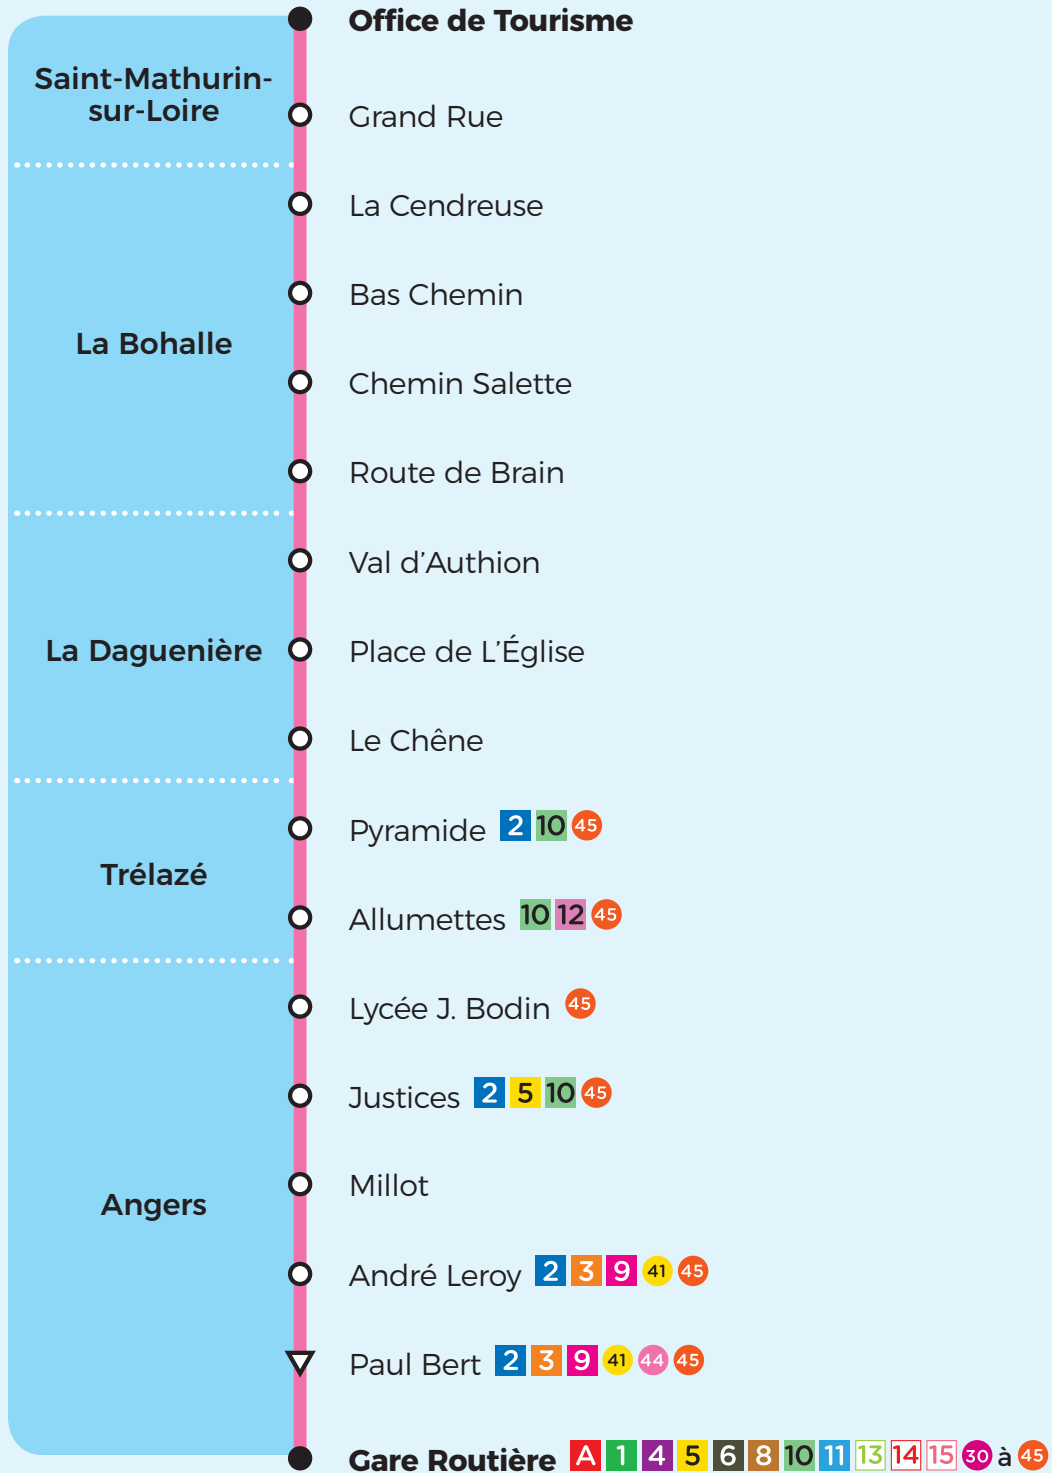 Office de Tourisme
Saint-Mathurin-
sur-Loire
Grand Rue
La Cendreuse
Bas Chemin
La Bohalle
Chemin Salette
Route de Brain
Val d'Authion
La Daguenière
Place de L'Église
Le Chêne
Pyramide 2 10 45
Trélazé
Allumettes 10 12 45
Lycée J. Bodin 45
Justices 2 5 10 45
Millot
Angers
André Leroy 2 3 9 41 45
Paul Bert 2 3 9 41 44 45
Gare Routière A 1 4 5 6 8 10 11 13 14 15 30 à 45